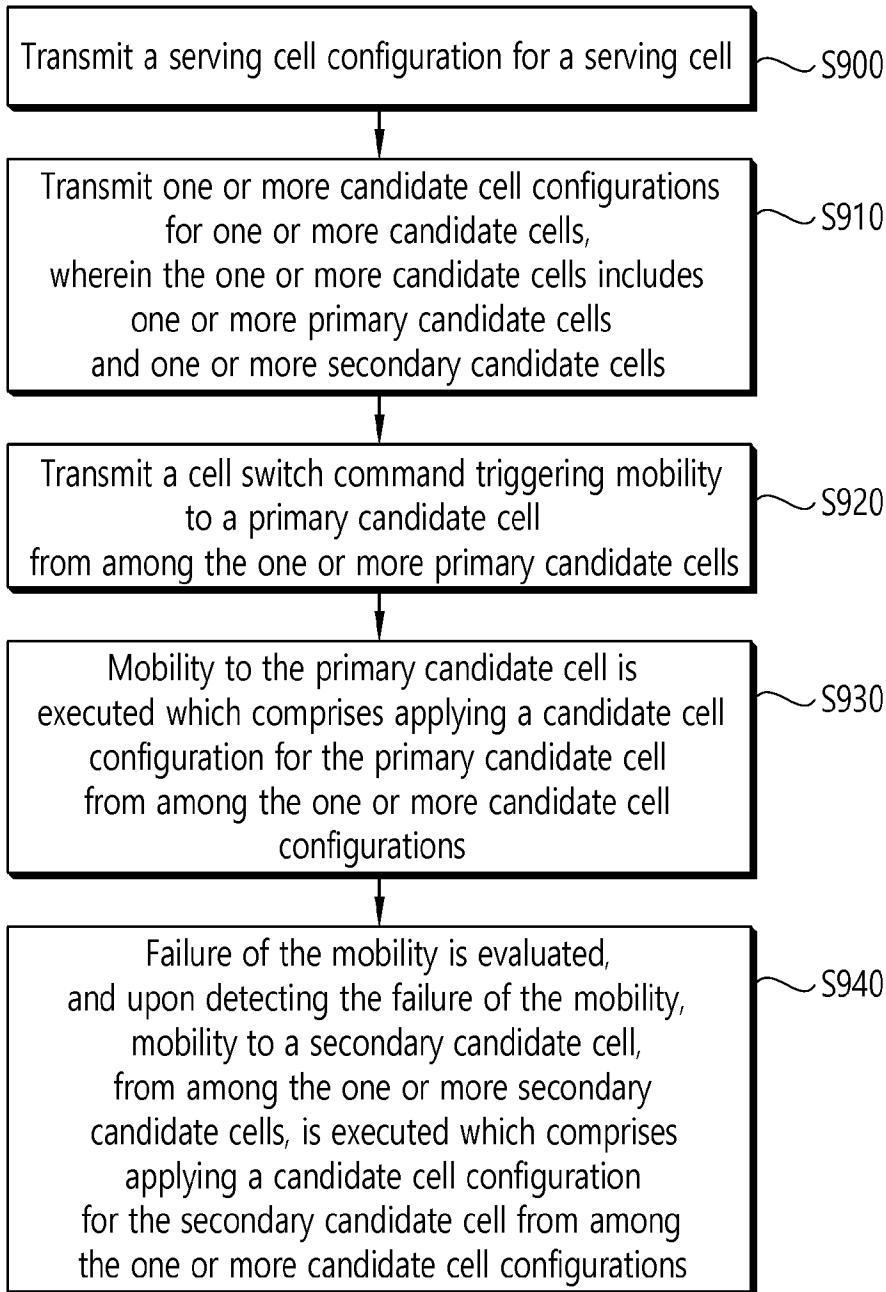 Transmit a serving cell configuration for a serving cell
S900
Transmit one or more candidate cell configurations
for one or more candidate cells,
wherein the one or more candidate cells includes
one or more primary candidate cells
and one or more secondary candidate cells
S910
Transmit a cell switch command triggering mobility
to a primary candidate cell
from among the one or more primary candidate cells
S920
Mobility to the primary candidate cell is
executed which comprises applying a candidate cell
configuration for the primary candidate cell
from among the one or more candidate cell
configurations
S930
Failure of the mobility is evaluated,
and upon detecting the failure of the mobility,
mobility to a secondary candidate cell,
from among the one or more secondary
candidate cells, is executed which comprises
applying a candidate cell configuration
for the secondary candidate cell from among
the one or more candidate cell configurations
S940